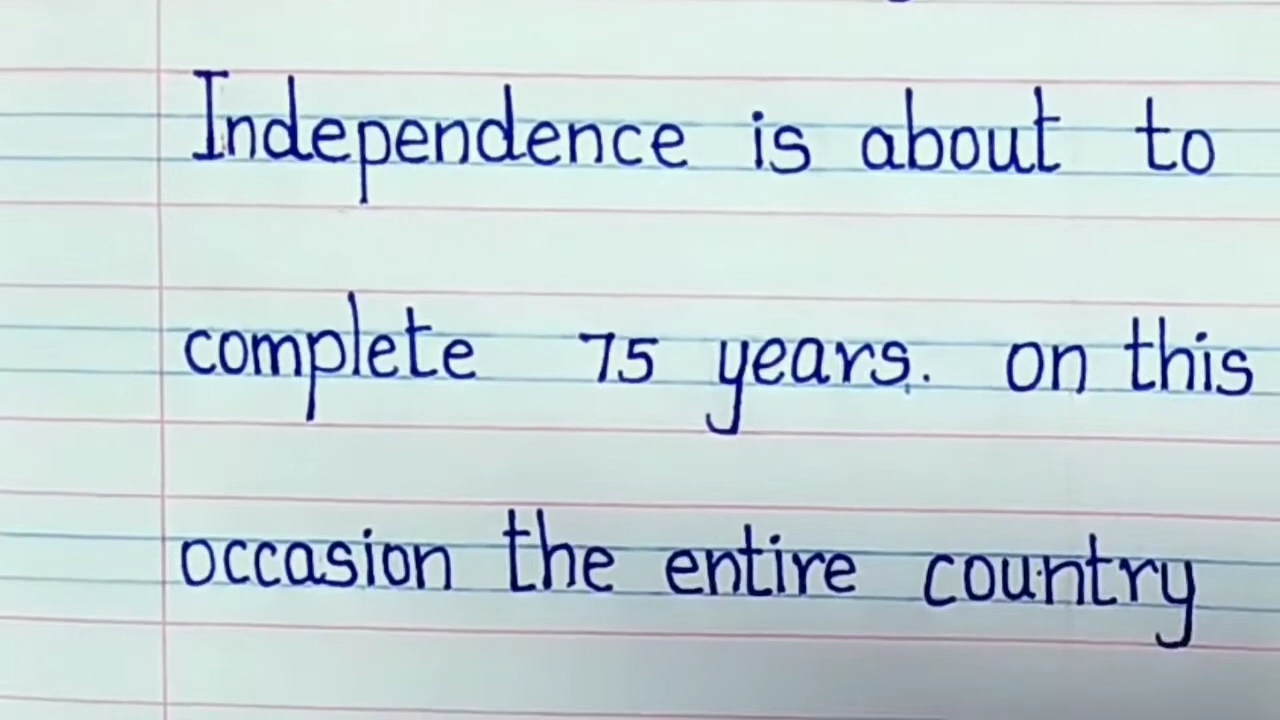 Independence is about to
complete 75 years. on this
occasion the entire country